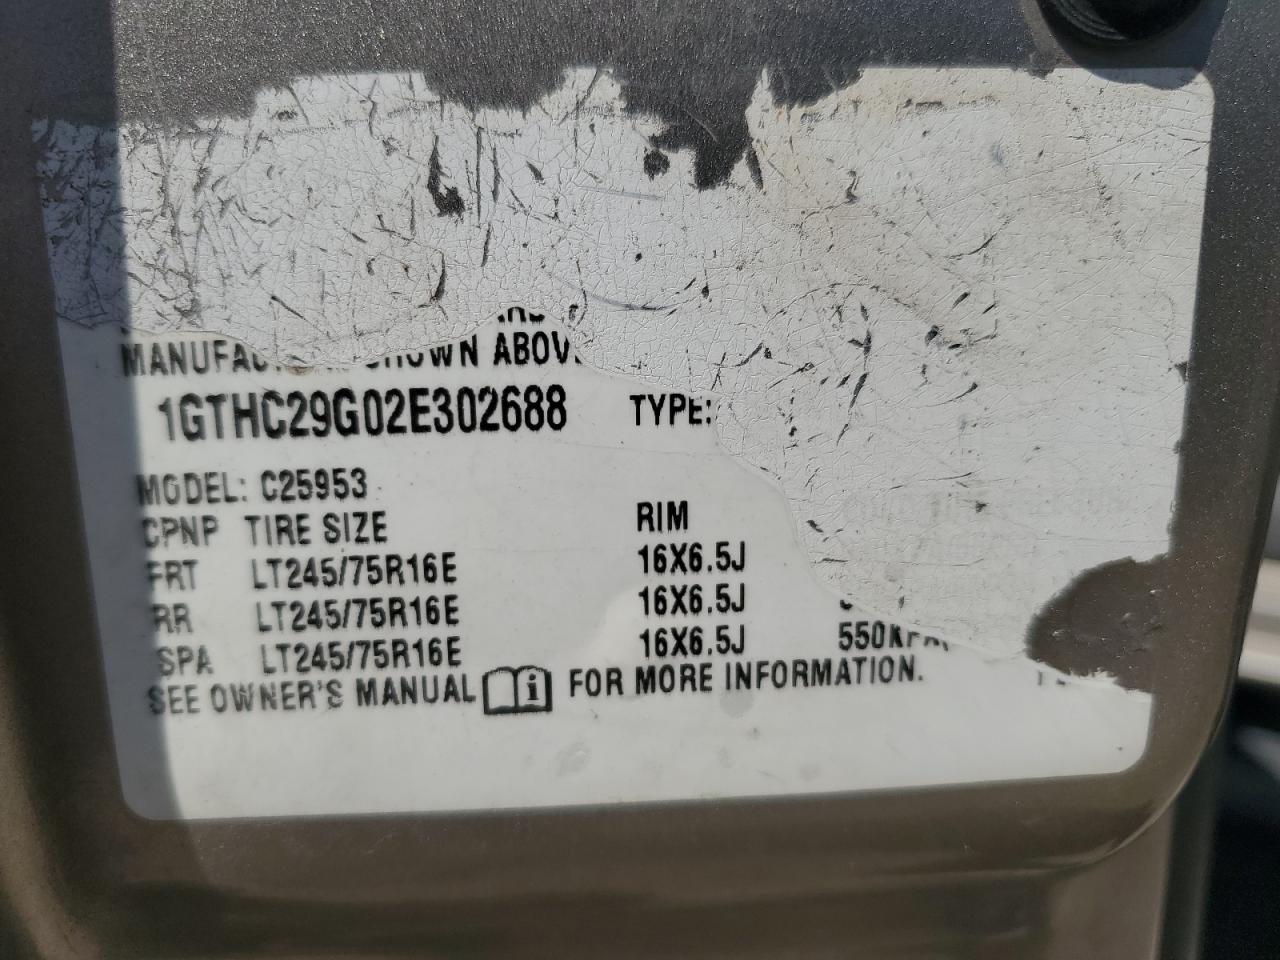 MANUFAC SHOWN ABOV
1GTHC29G02E302688 TYPE:
MODEL: C25953
CPNP TIRE SIZE RIM
FRT LT245/75R16E 16X6.5J
RR LT245/75R16E 16X6.5J
SPA LT245/75R16E 16X6.5J 550KPA
SEE OWNER'S MANUAL i FOR MORE INFORMATION.